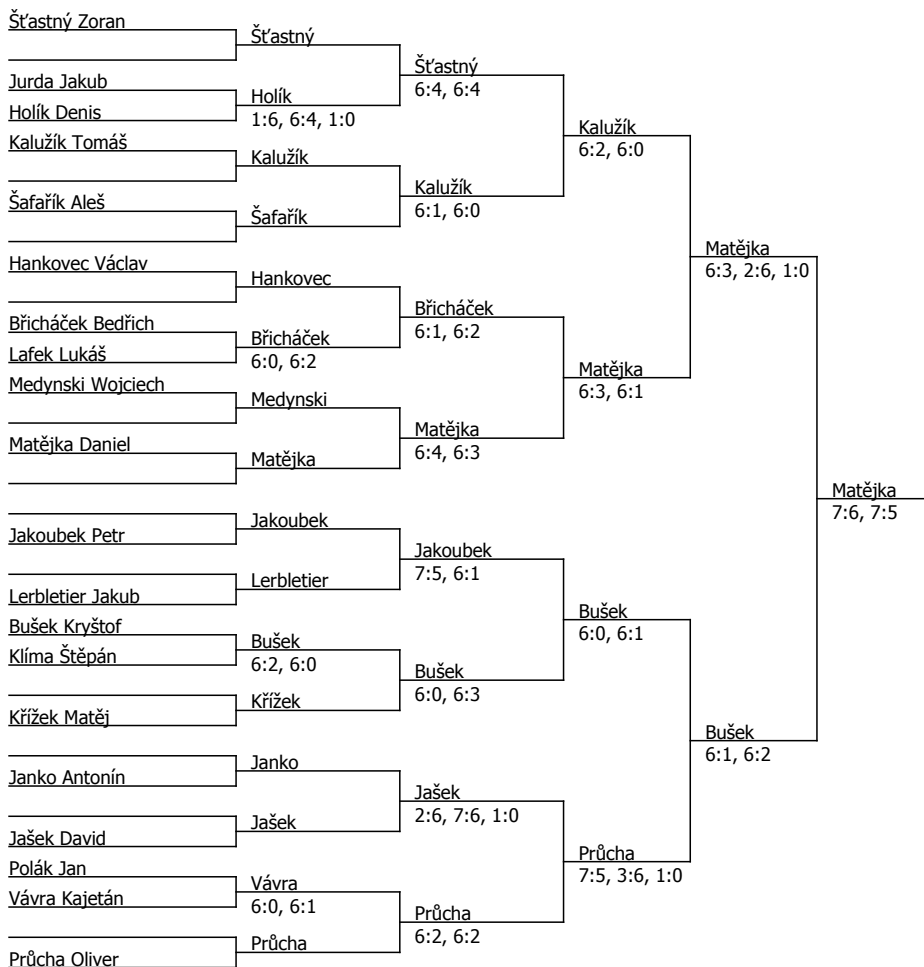 Šťastný Zoran
Šťastný
Šťastný
6:4, 6:4
Jurda Jakub
Holík
1:6, 6:4, 1:0
Holík Denis
Kalužík
6:2, 6:0
Kalužík Tomáš
Kalužík
Kalužík
6:1, 6:0
Šafařík Aleš
Šafařík
Matějka
6:3, 2:6, 1:0
Hankovec Václav
Hankovec
Břicháček
6:1, 6:2
Břicháček Bedřich
Břicháček
6:0, 6:2
Lafek Lukáš
Matějka
6:3, 6:1
Medynski Wojciech
Medynski
Matějka
6:4, 6:3
Matějka Daniel
Matějka
Matějka
7:6, 7:5
Jakoubek
Jakoubek Petr
Jakoubek
7:5, 6:1
Lerbletier
Lerbletier Jakub
Bušek
6:0, 6:1
Bušek Kryštof
Bušek
6:2, 6:0
Klíma Štěpán
Bušek
6:0, 6:3
Křížek
Křížek Matěj
Bušek
6:1, 6:2
Janko
Janko Antonín
Jašek
2:6, 7:6, 1:0
Jašek
Jašek David
Průcha
7:5, 3:6, 1:0
Polák Jan
Vávra
6:0, 6:1
Vávra Kajetán
Průcha
6:2, 6:2
Průcha
Průcha Oliver